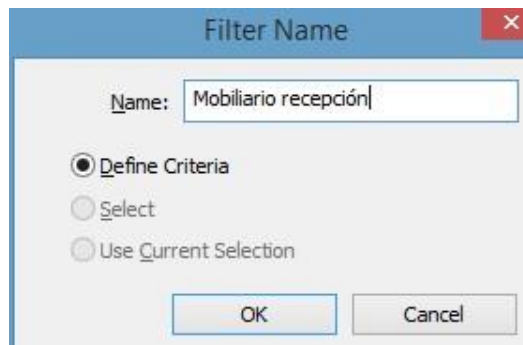 Filter Name
Name: Mobiliario recepción
Define Criteria
Select
Use Current Selection
OK Cancel